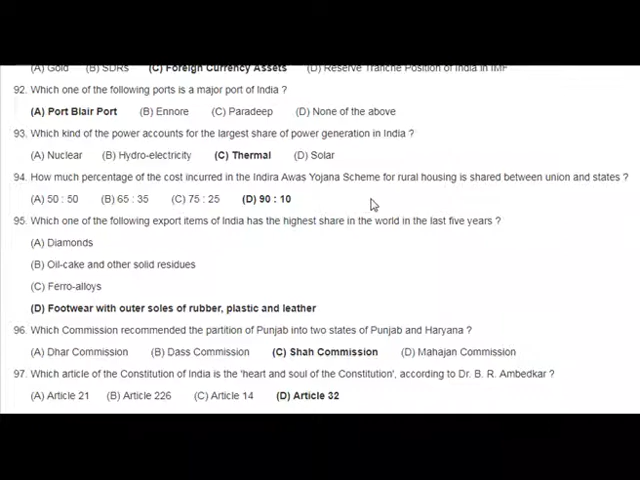 (A) Gold (B) SDRs (C) Foreign Currency Assets (D) Reserve Tranche Position of India in IMF
92. Which one of the following ports is a major port of India ?
(A) Port Blair Port (B) Ennore (C) Paradeep (D) None of the above
93. Which kind of the power accounts for the largest share of power generation in India ?
(A) Nuclear (B) Hydro-electricity (C) Thermal (D) Solar
94. How much percentage of the cost incurred in the Indira Awas Yojana Scheme for rural housing is shared between union and states ?
(A) 50 : 50 (B) 65 : 35 (C) 75 : 25 (D) 90 : 10
95. Which one of the following export items of India has the highest share in the world in the last five years ?
(A) Diamonds
(B) Oil-cake and other solid residues
(C) Ferro-alloys
(D) Footwear with outer soles of rubber, plastic and leather
96. Which Commission recommended the partition of Punjab into two states of Punjab and Haryana ?
(A) Dhar Commission (B) Dass Commission (C) Shah Commission (D) Mahajan Commission
97. Which article of the Constitution of India is the 'heart and soul of the Constitution', according to Dr. B. R. Ambedkar ?
(A) Article 21 (B) Article 226 (C) Article 14 (D) Article 32